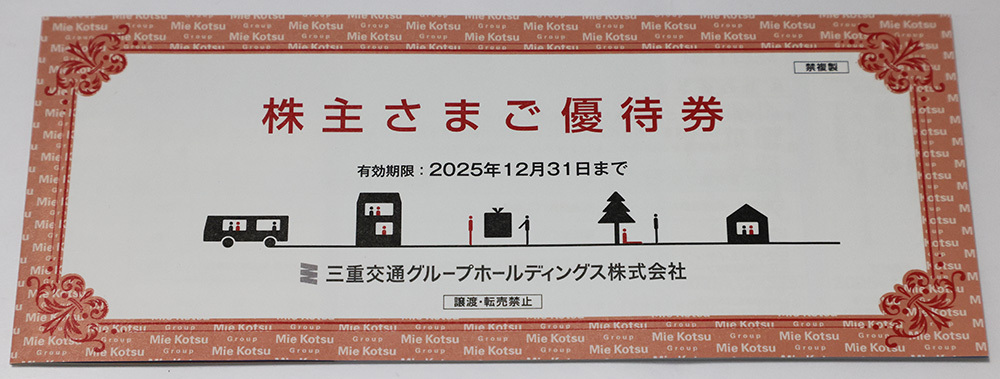 禁複製
株主さまご優待券
有効期限：2025年12月31日まで
三重交通グループホールディングス株式会社
譲渡・転売禁止
Mie Kotsu
Group